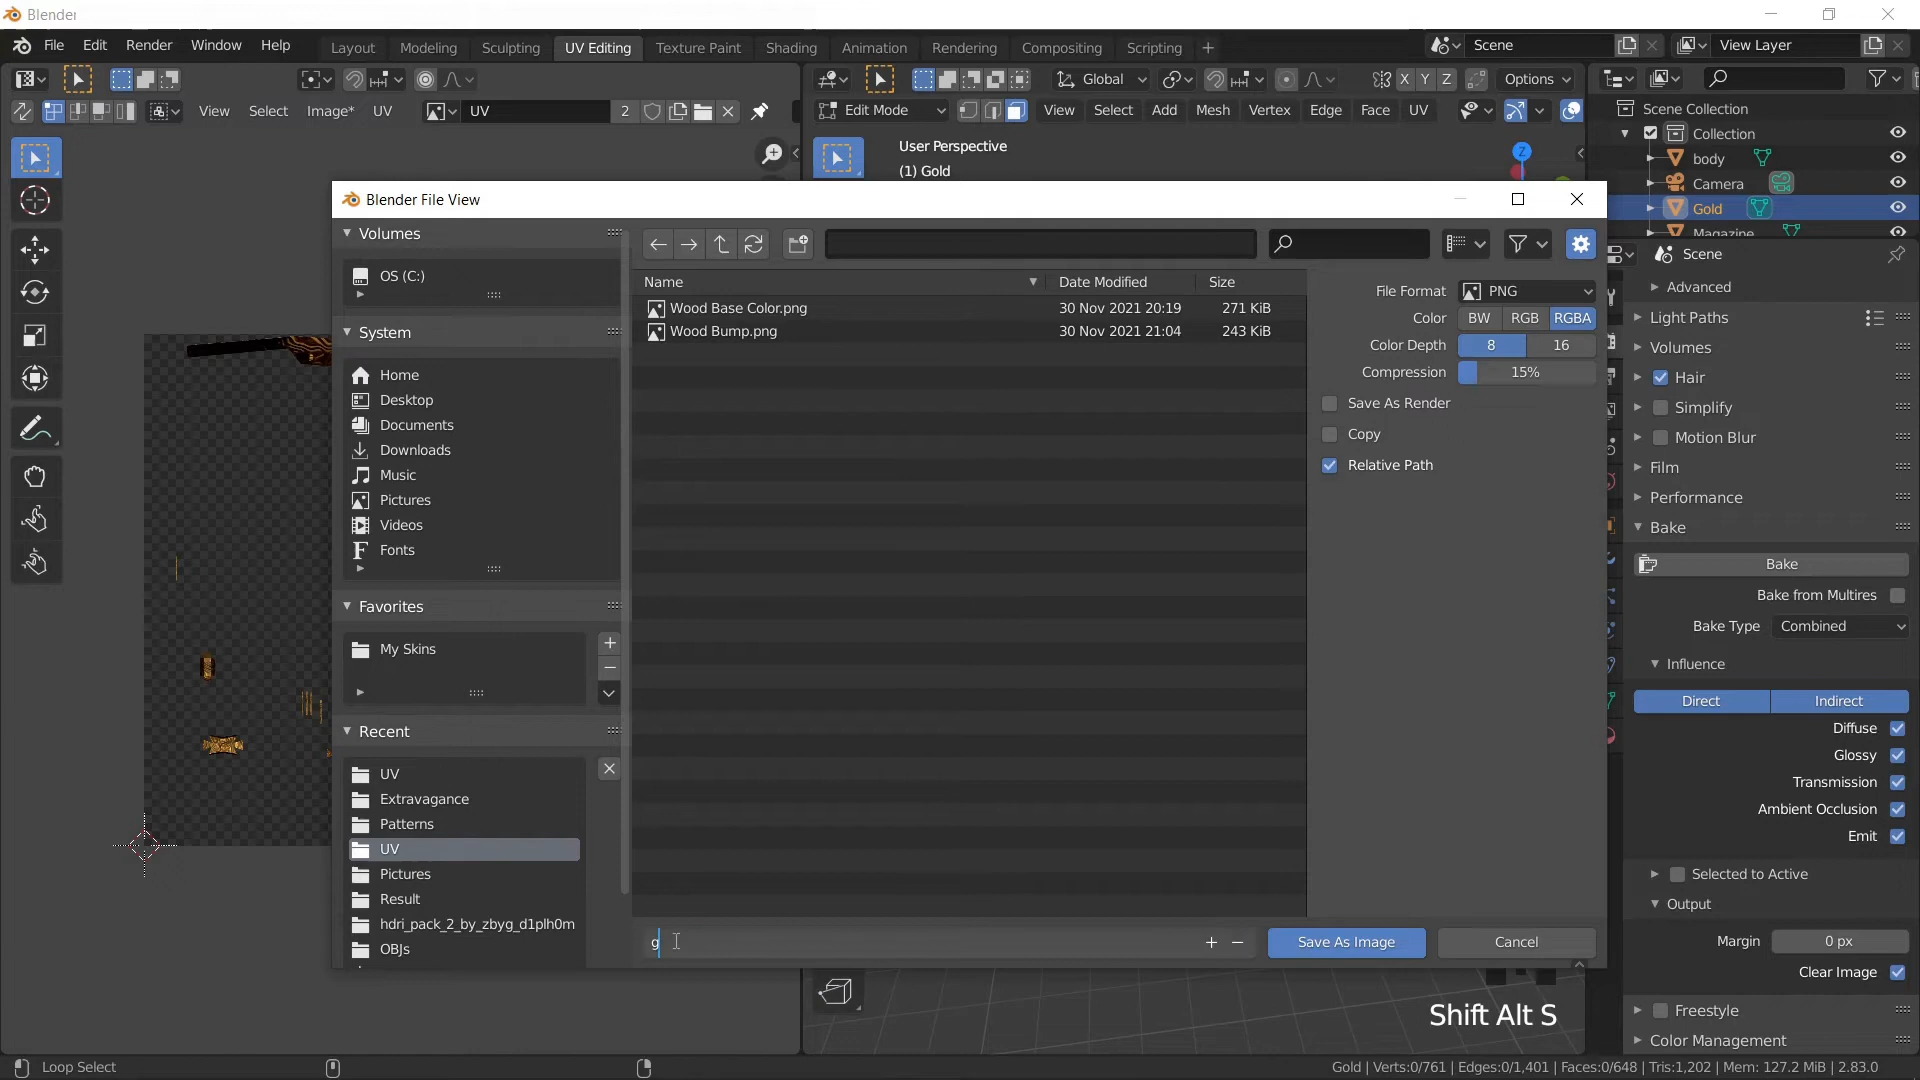 Blender
File Edit Render Window Help Layout Modeling Sculpting UV Editing Texture Paint Shading Animation Rendering Compositing Scripting + Scene View Layer
Global Options
View Select Image* UV UV 2 Edit Mode View Select Add Mesh Vertex Edge Face UV
X Y Z
User Perspective
(1) Gold
Z
Scene Collection
Collection
body
Camera
Gold
Magazine
Blender File View
Volumes
OS (C:)
System
Home
Desktop
Documents
Downloads
Music
Pictures
Videos
Fonts
Favorites
My Skins
Recent
UV
Extravagance
Patterns
UV
Pictures
Result
hdri_pack_2_by_zbyg_d1plh0m
OBJs
Name Date Modified Size
Wood Base Color.png 30 Nov 2021 20:19 271 KiB
Wood Bump.png 30 Nov 2021 21:04 243 KiB
File Format PNG
Color BW RGB RGBA
Color Depth 8 16
Compression 15%
Save As Render
Copy
Relative Path
g
Save As Image Cancel
Scene
Advanced
Light Paths
Volumes
Hair
Simplify
Motion Blur
Film
Performance
Bake
Bake
Bake from Multires
Bake Type Combined
Influence
Direct Indirect
Diffuse
Glossy
Transmission
Ambient Occlusion
Emit
Selected to Active
Output
Margin 0 px
Clear Image
Freestyle
Color Management
Shift Alt S
Loop Select
Gold | Verts:0/761 | Edges:0/1,401 | Faces:0/648 | Tris:1,202 | Mem: 127.2 MiB | 2.83.0